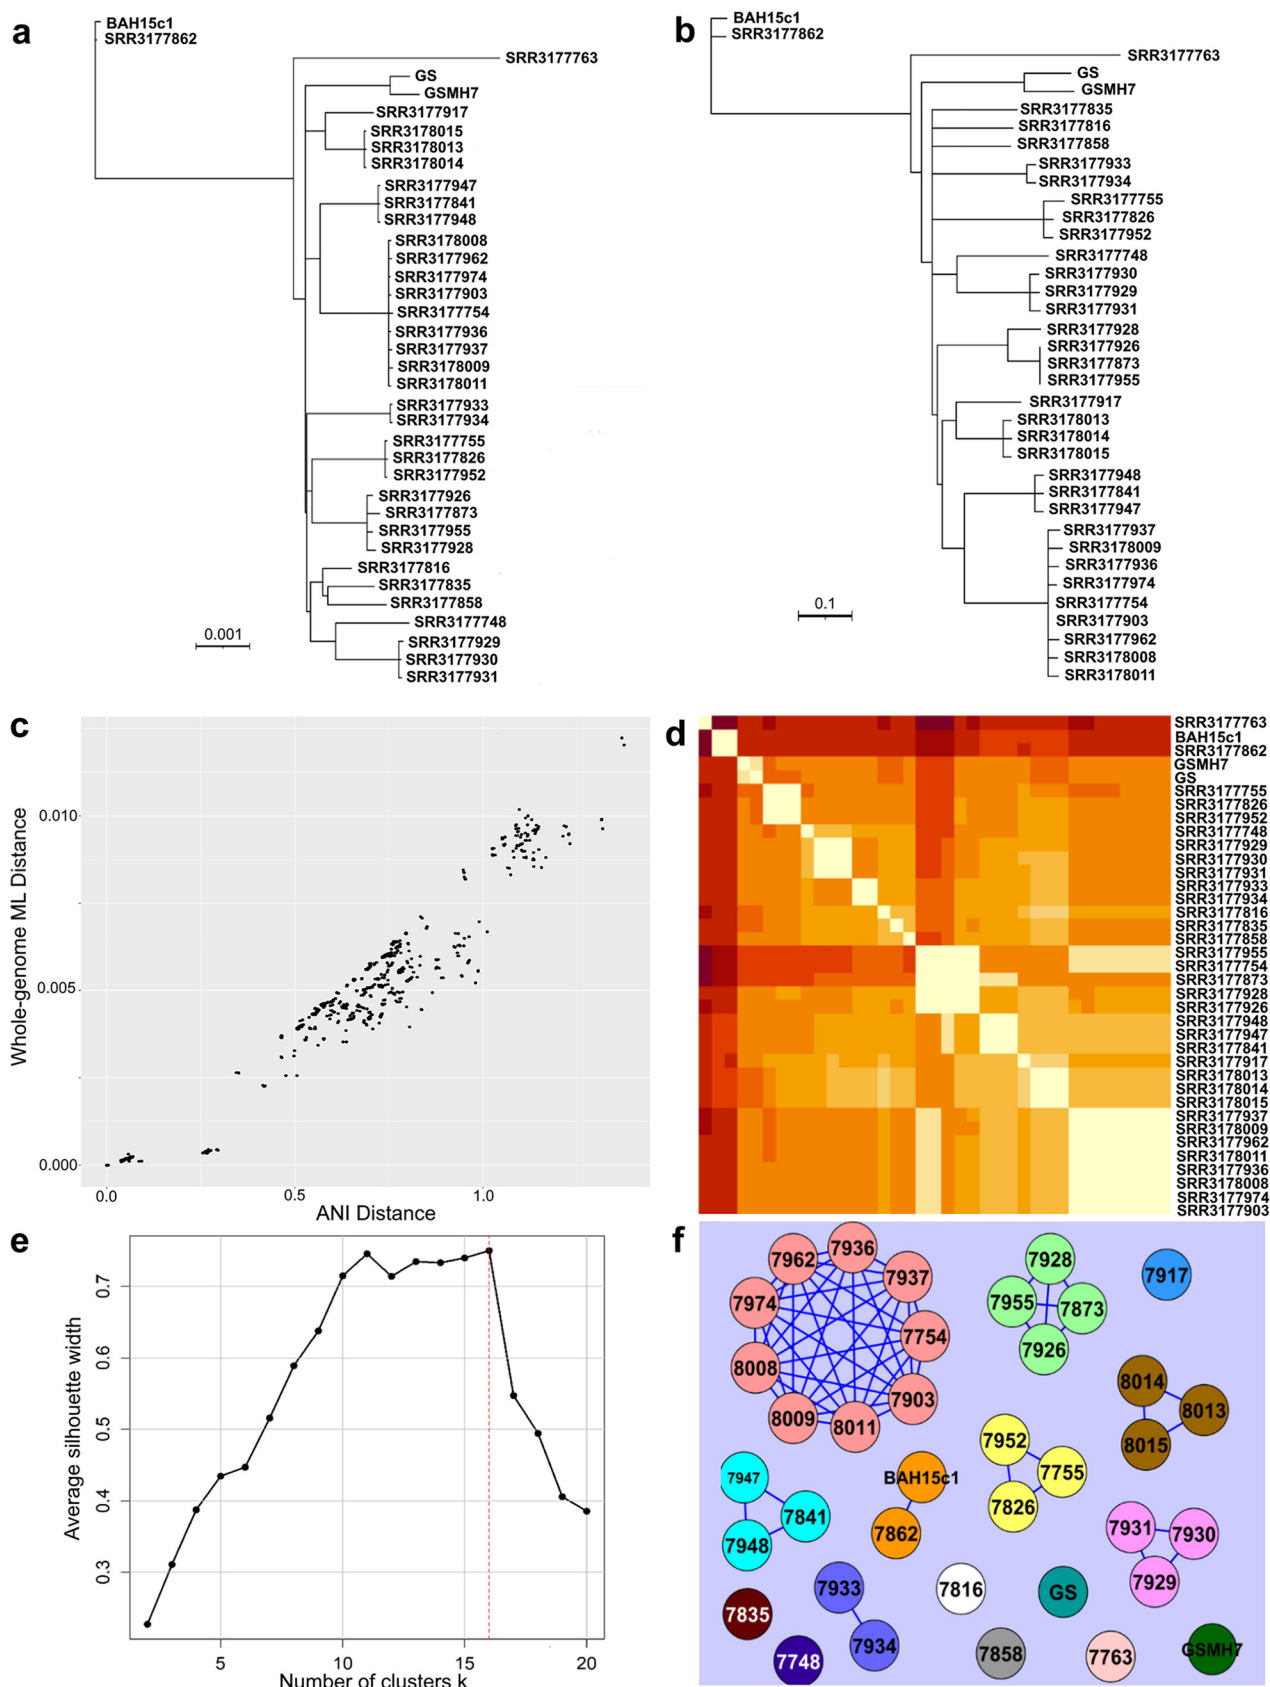 a
BAH15c1
SRR3177862
SRR3177763
GS
GSMH7
SRR3177917
SRR3178015
SRR3178013
SRR3178014
SRR3177947
SRR3177841
SRR3177948
SRR3178008
SRR3177962
SRR3177974
SRR3177903
SRR3177754
SRR3177936
SRR3177937
SRR3178009
SRR3178011
SRR3177933
SRR3177934
SRR3177755
SRR3177826
SRR3177952
SRR3177926
SRR3177873
SRR3177955
SRR3177928
SRR3177816
SRR3177835
SRR3177858
SRR3177748
SRR3177929
SRR3177930
SRR3177931
0.001
b
BAH15c1
SRR3177862
SRR3177763
GS
GSMH7
SRR3177835
SRR3177816
SRR3177858
SRR3177933
SRR3177934
SRR3177755
SRR3177826
SRR3177952
SRR3177748
SRR3177930
SRR3177929
SRR3177931
SRR3177928
SRR3177926
SRR3177873
SRR3177955
SRR3177917
SRR3178013
SRR3178014
SRR3178015
SRR3177948
SRR3177841
SRR3177947
SRR3177937
SRR3178009
SRR3177936
SRR3177974
SRR3177754
SRR3177903
SRR3177962
SRR3178008
SRR3178011
0.1
c
Whole-genome ML Distance
0.010
0.005
0.000
0.0
0.5
1.0
ANI Distance
d
SRR3177763
BAH15c1
SRR3177862
GSMH7
GS
SRR3177755
SRR3177826
SRR3177952
SRR3177748
SRR3177929
SRR3177930
SRR3177931
SRR3177933
SRR3177934
SRR3177816
SRR3177835
SRR3177858
SRR3177955
SRR3177754
SRR3177873
SRR3177928
SRR3177926
SRR3177948
SRR3177947
SRR3177841
SRR3177917
SRR3178013
SRR3178014
SRR3178015
SRR3177937
SRR3178009
SRR3177962
SRR3178011
SRR3177936
SRR3178008
SRR3177974
SRR3177903
e
Average silhouette width
0.7
0.6
0.5
0.4
0.3
5
10
15
20
Number of clusters k
f
7962
7936
7937
7974
7754
8008
7903
8009
8011
7928
7955
7873
7926
7917
8014
8013
8015
7952
7755
7826
7947
7841
7948
BAH15c1
7862
7931
7930
7929
7933
7934
7816
GS
7835
7748
7858
7763
GSMH7